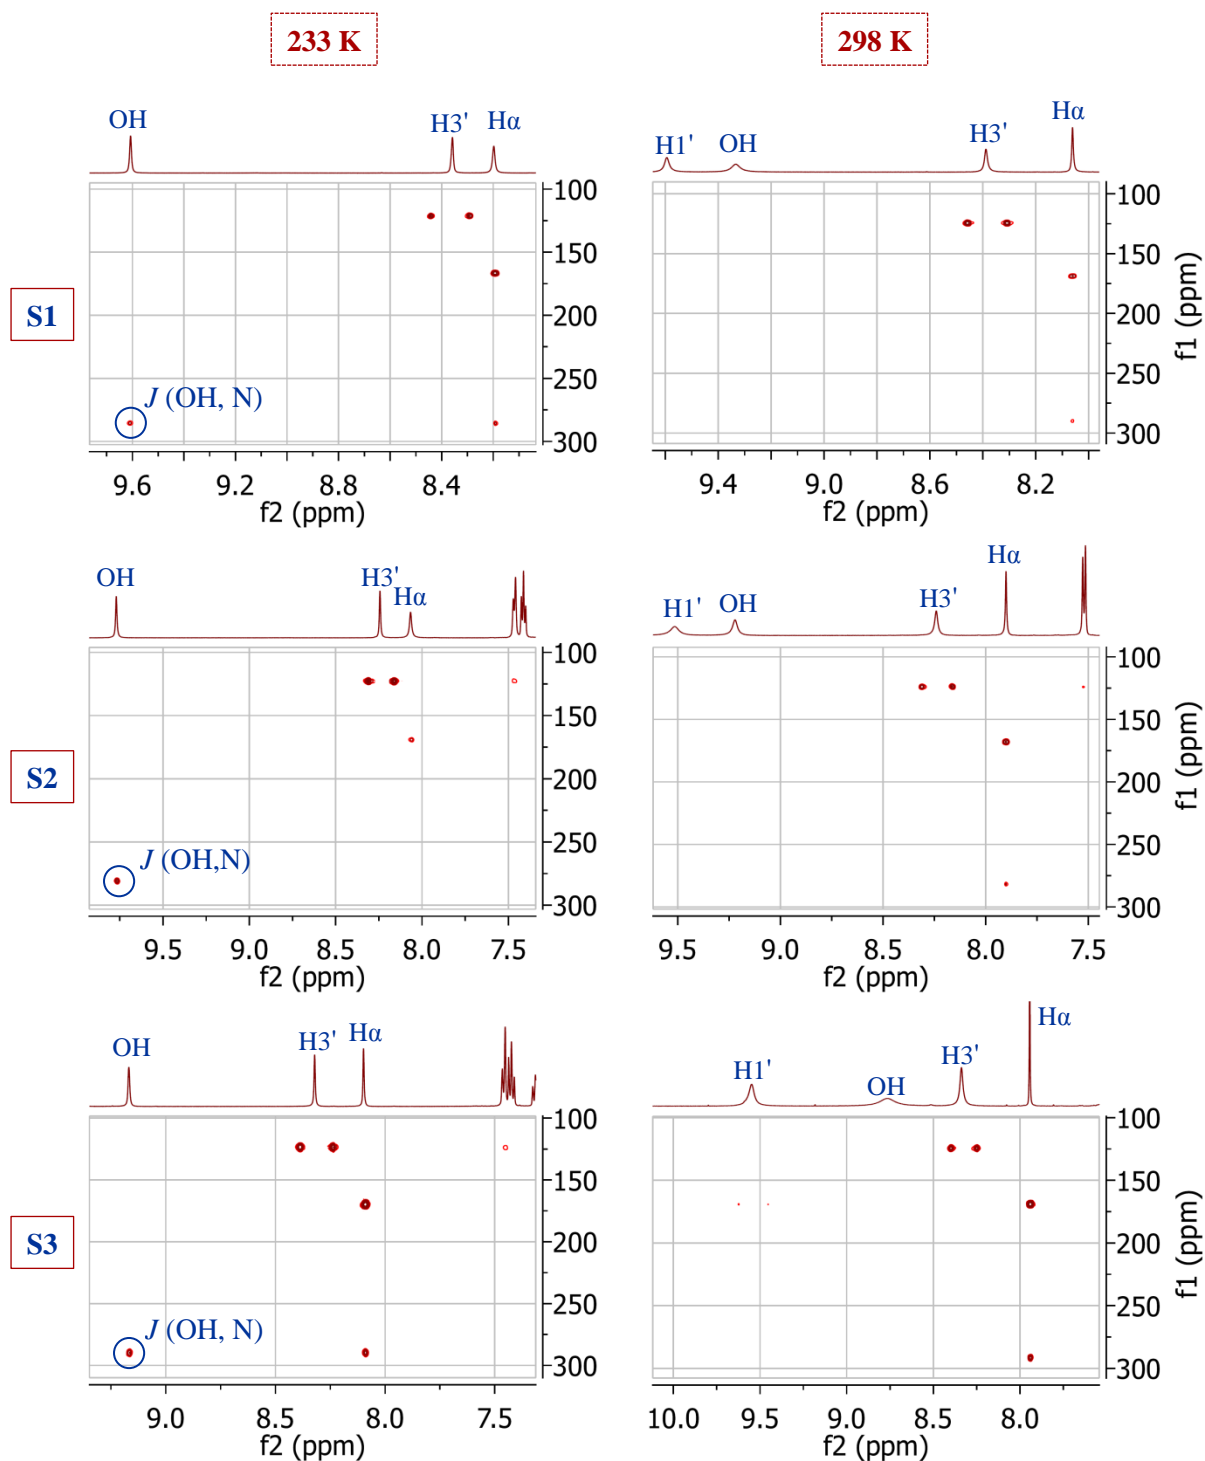 233 K
298 K
OH
H3'
Hα
H1'
OH
H3'
Hα
S1
100
150
200
250
300
J (OH, N)
9.6
9.2
8.8
8.4
f2 (ppm)
100
150
200
250
300
f1 (ppm)
9.4
9.0
8.6
8.2
f2 (ppm)
OH
H3'
Hα
H1'
OH
H3'
Hα
S2
100
150
200
250
300
J (OH,N)
9.5
9.0
8.5
8.0
7.5
f2 (ppm)
100
150
200
250
300
f1 (ppm)
9.5
9.0
8.5
8.0
7.5
f2 (ppm)
OH
H3'
Hα
H1'
OH
H3'
Hα
S3
100
150
200
250
300
J (OH, N)
9.0
8.5
8.0
7.5
f2 (ppm)
100
150
200
250
300
f1 (ppm)
10.0
9.5
9.0
8.5
8.0
f2 (ppm)